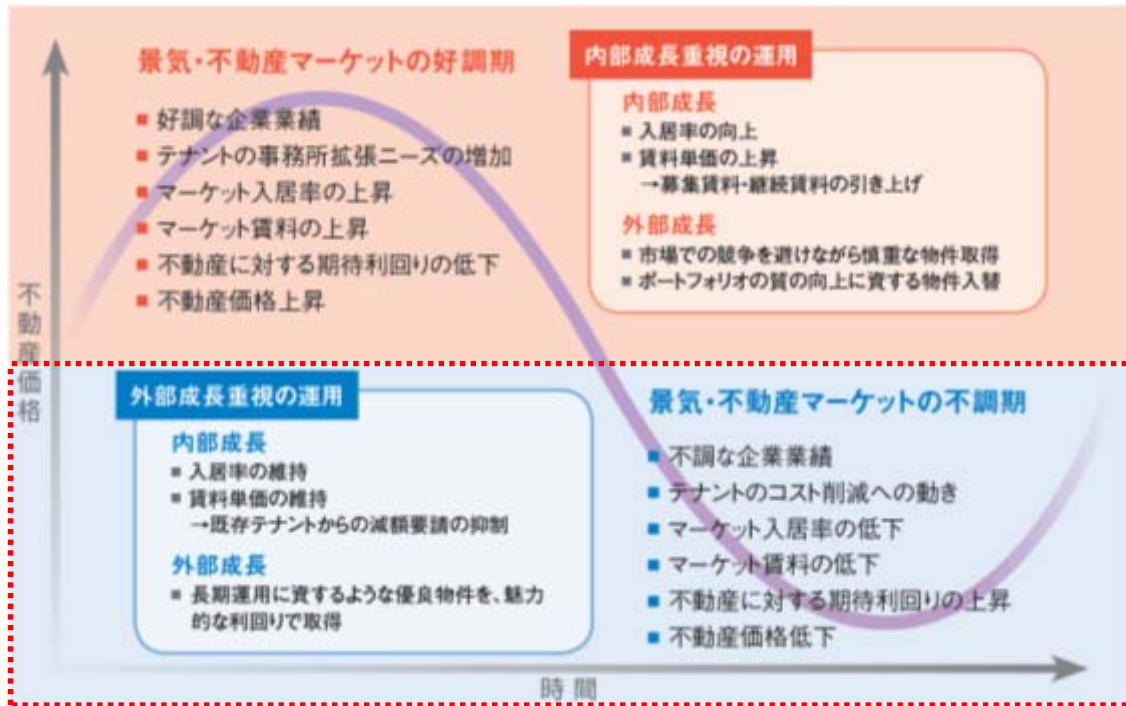 景気・不動産マーケットの好調期
■ 好調な企業業績
■ テナントの事務所拡張ニーズの増加
■ マーケット入居率の上昇
■ マーケット賃料の上昇
■ 不動産に対する期待利回りの低下
■ 不動産価格上昇
内部成長重視の運用
内部成長
■ 入居率の向上
■ 賃料単価の上昇
→募集賃料・継続賃料の引き上げ
外部成長
■ 市場での競争を避けながら慎重な物件取得
■ ポートフォリオの質の向上に資する物件入替
不動産価格
外部成長重視の運用
内部成長
■ 入居率の維持
■ 賃料単価の維持
→既存テナントからの減額要請の抑制
外部成長
■ 長期運用に資するような優良物件を、魅力
的な利回りで取得
景気・不動産マーケットの不調期
■ 不調な企業業績
■ テナントのコスト削減への動き
■ マーケット入居率の低下
■ マーケット賃料の低下
■ 不動産に対する期待利回りの上昇
■ 不動産価格低下
時間